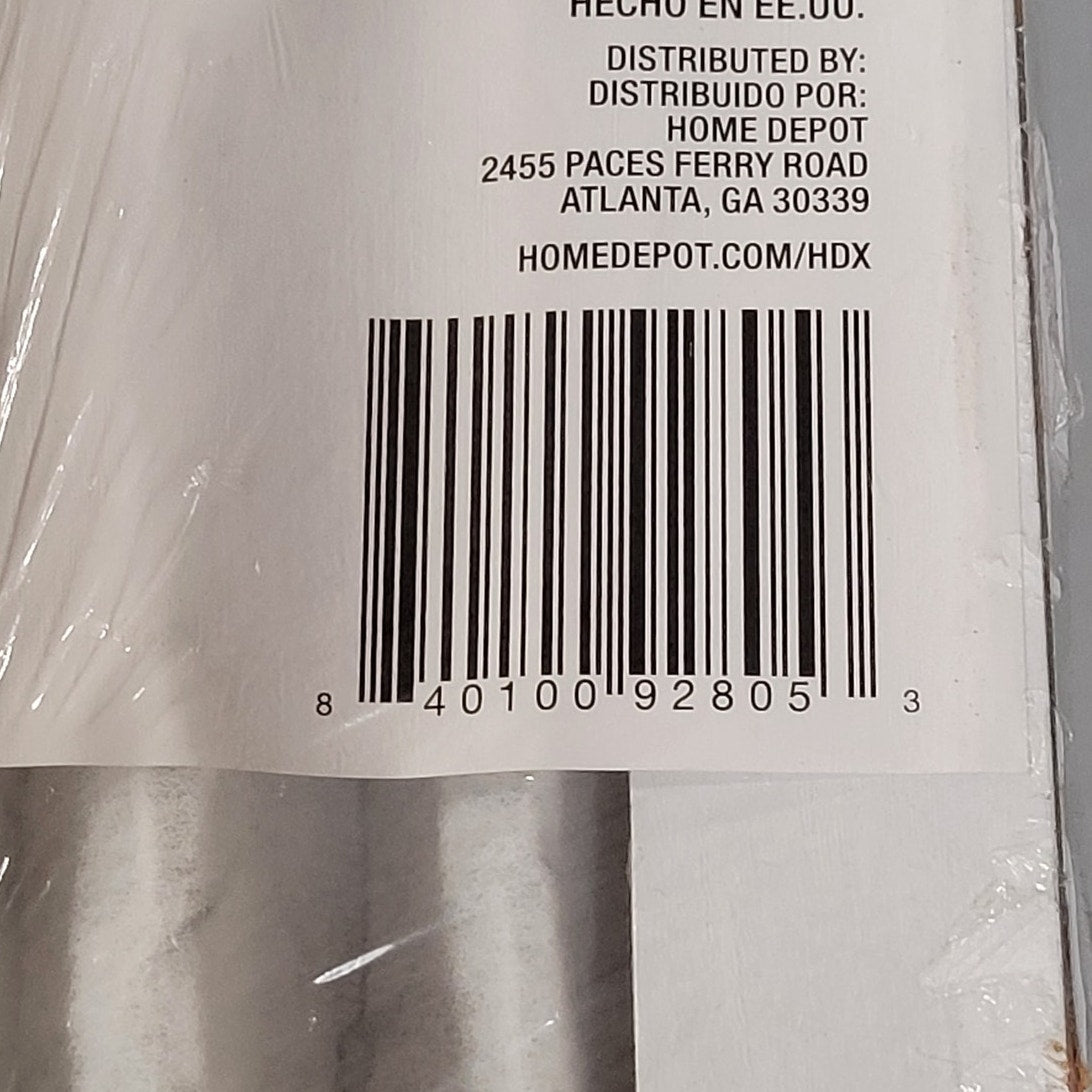 HECHO EN EE.UU.
DISTRIBUTED BY:
DISTRIBUIDO POR:
HOME DEPOT
2455 PACES FERRY ROAD
ATLANTA, GA 30339
HOMEDEPOT.COM/HDX
8 40100 92805 3